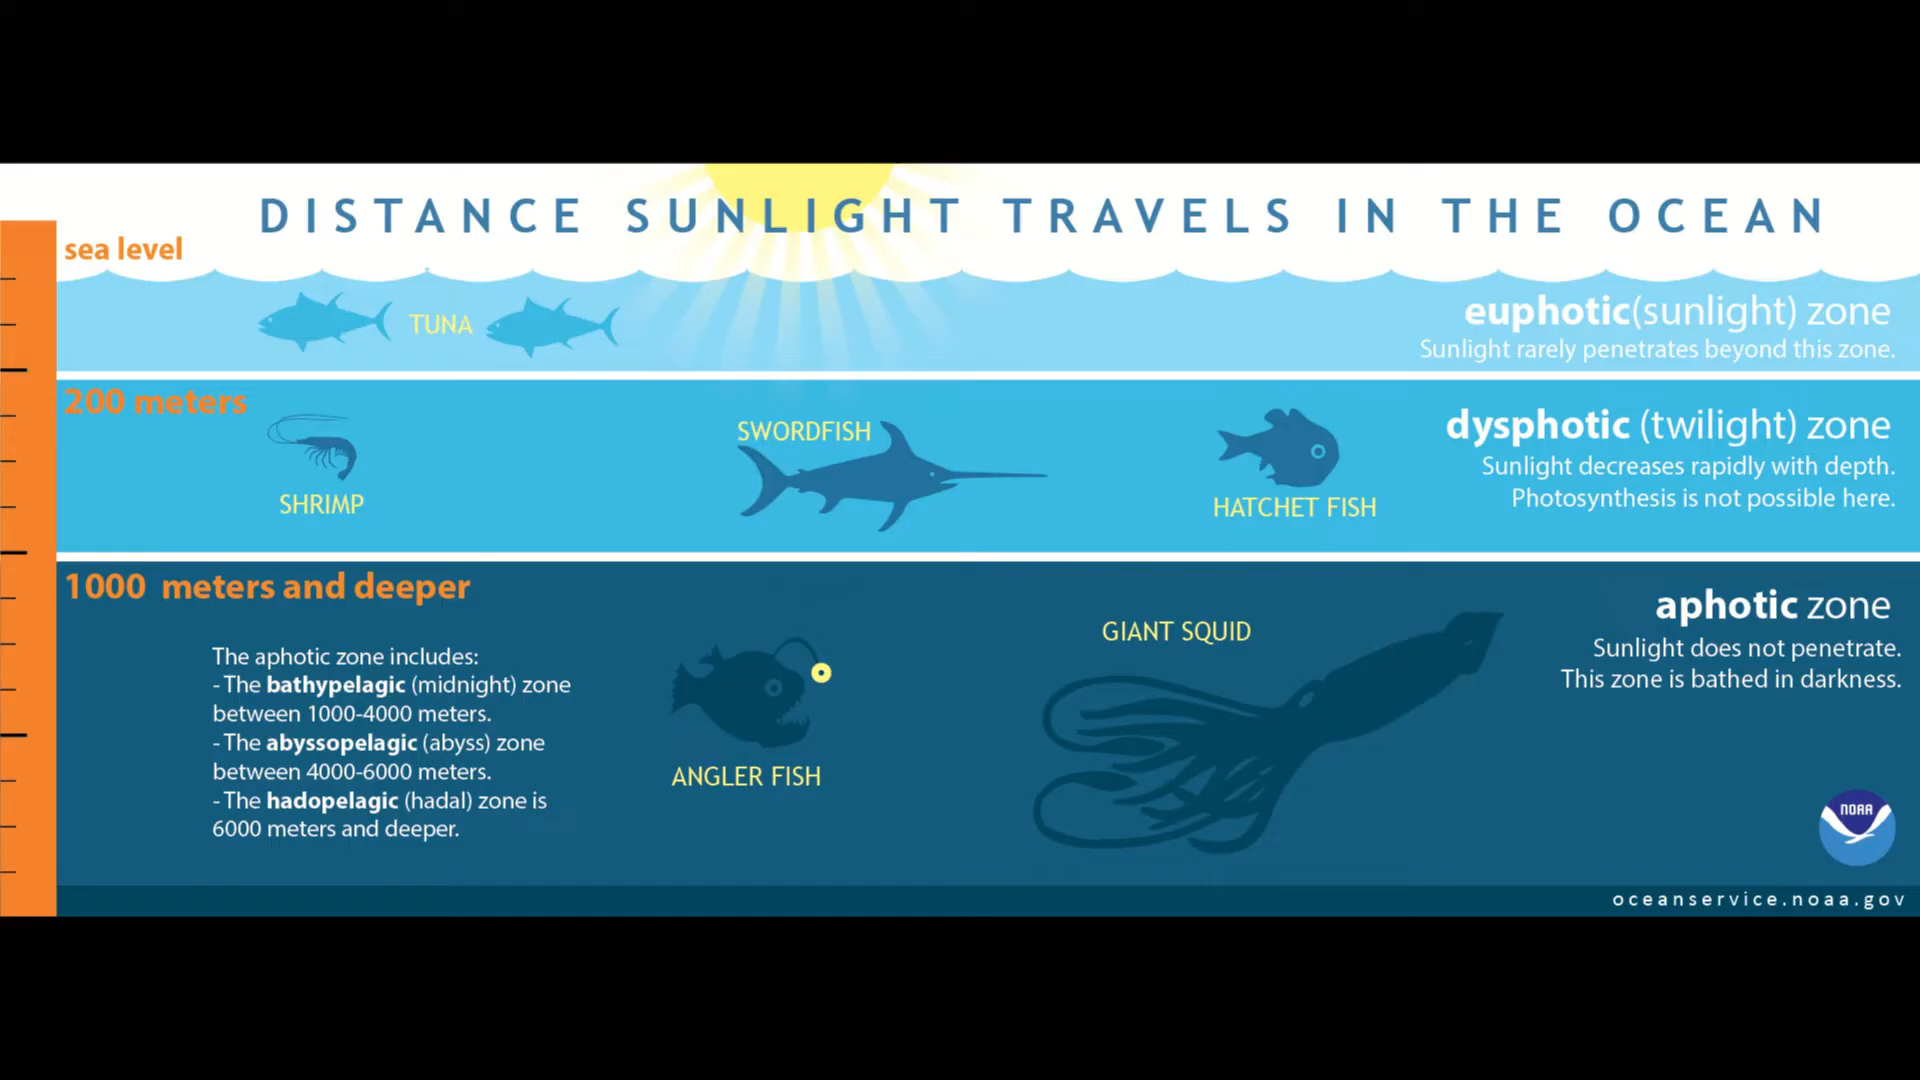 DISTANCE SUNLIGHT TRAVELS IN THE OCEAN
sea level
TUNA
euphotic(sunlight) zone
Sunlight rarely penetrates beyond this zone.
200 meters
SHRIMP
SWORDFISH
HATCHET FISH
dysphotic (twilight) zone
Sunlight decreases rapidly with depth.
Photosynthesis is not possible here.
1000 meters and deeper
The aphotic zone includes:
- The bathypelagic (midnight) zone
between 1000-4000 meters.
- The abyssopelagic (abyss) zone
between 4000-6000 meters.
- The hadopelagic (hadal) zone is
6000 meters and deeper.
ANGLER FISH
GIANT SQUID
aphotic zone
Sunlight does not penetrate.
This zone is bathed in darkness.
NOAA
oceanservice.noaa.gov